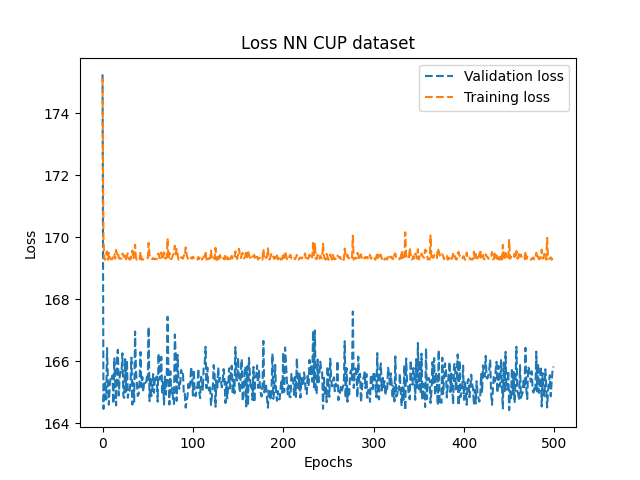 Loss NN CUP dataset
Validation loss
Training loss
174
172
170
168
166
164
Loss
0 100 200 300 400 500
Epochs